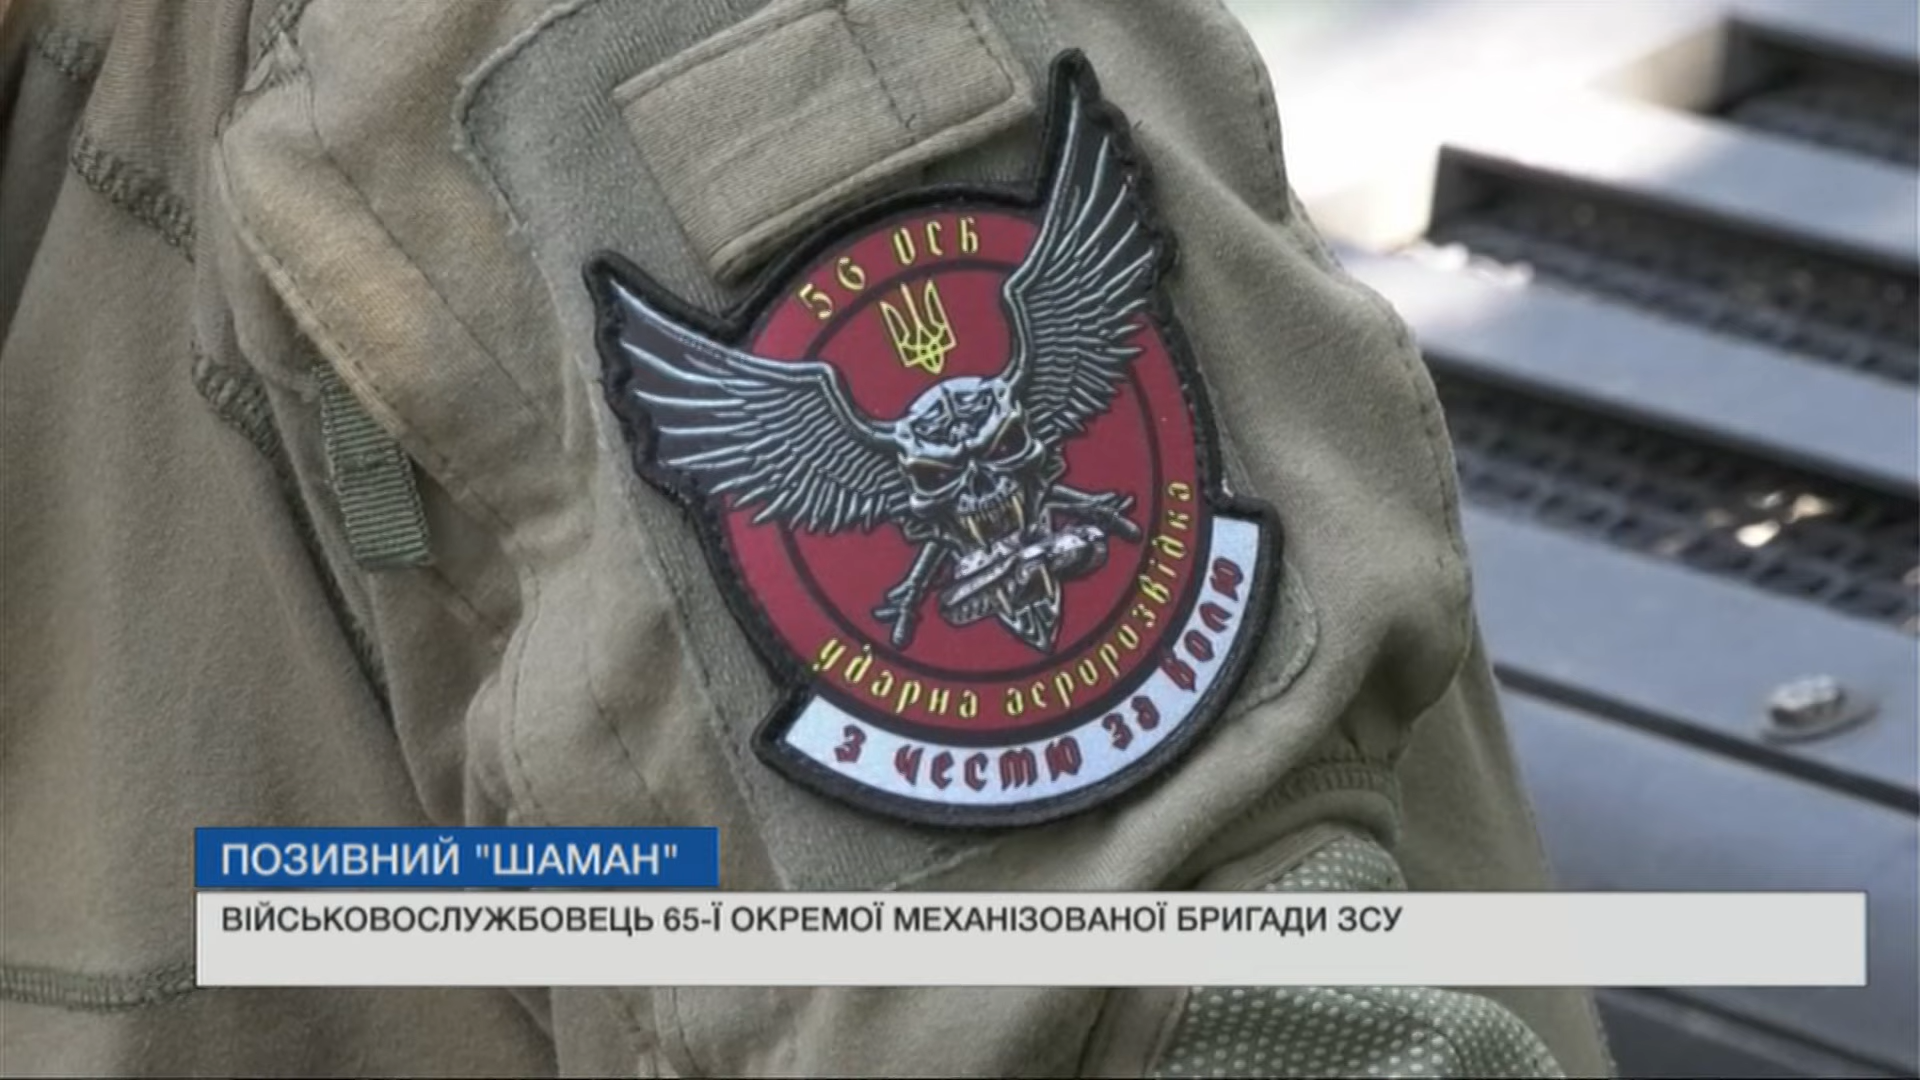 56 ОСБ
ударна аеророзвідка
З честю за волю
ПОЗИВНИЙ "ШАМАН"
ВІЙСЬКОВОСЛУЖБОВЕЦЬ 65-Ї ОКРЕМОЇ МЕХАНІЗОВАНОЇ БРИГАДИ ЗСУ